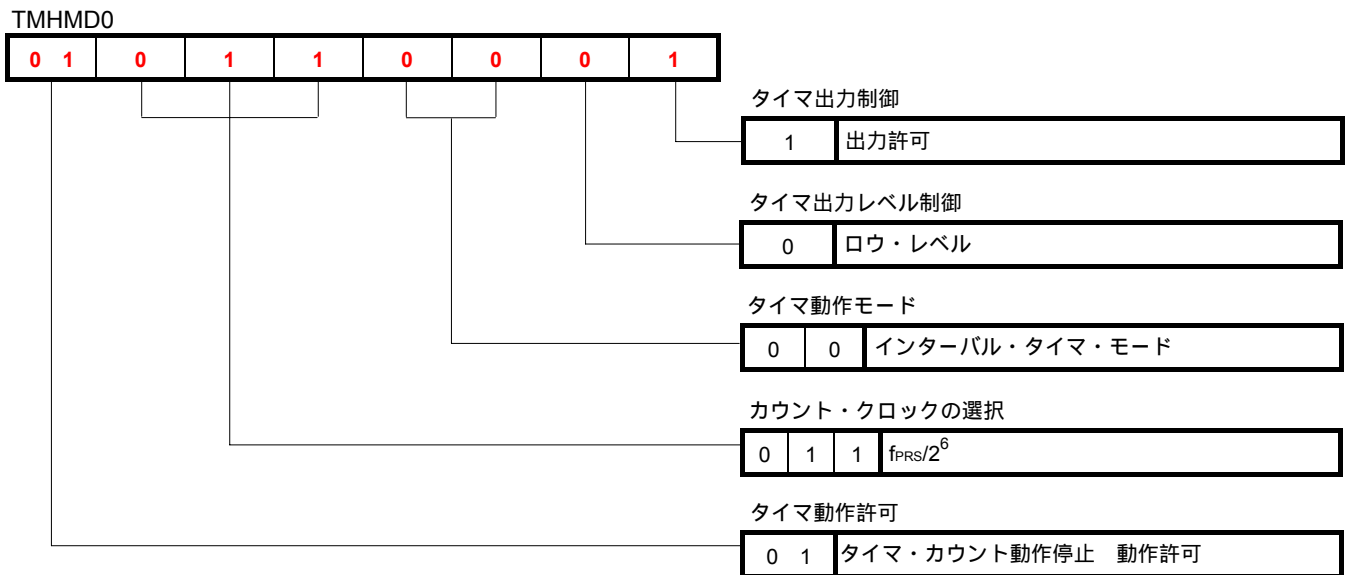 TMHMD0
0 1 0 1 1 0 0 0 1
タイマ出力制御
1 出力許可
タイマ出力レベル制御
0 ロウ・レベル
タイマ動作モード
0 0 インターバル・タイマ・モード
カウント・クロックの選択
0 1 1 fPRS/2^6
タイマ動作許可
0 1 タイマ・カウント動作停止 動作許可